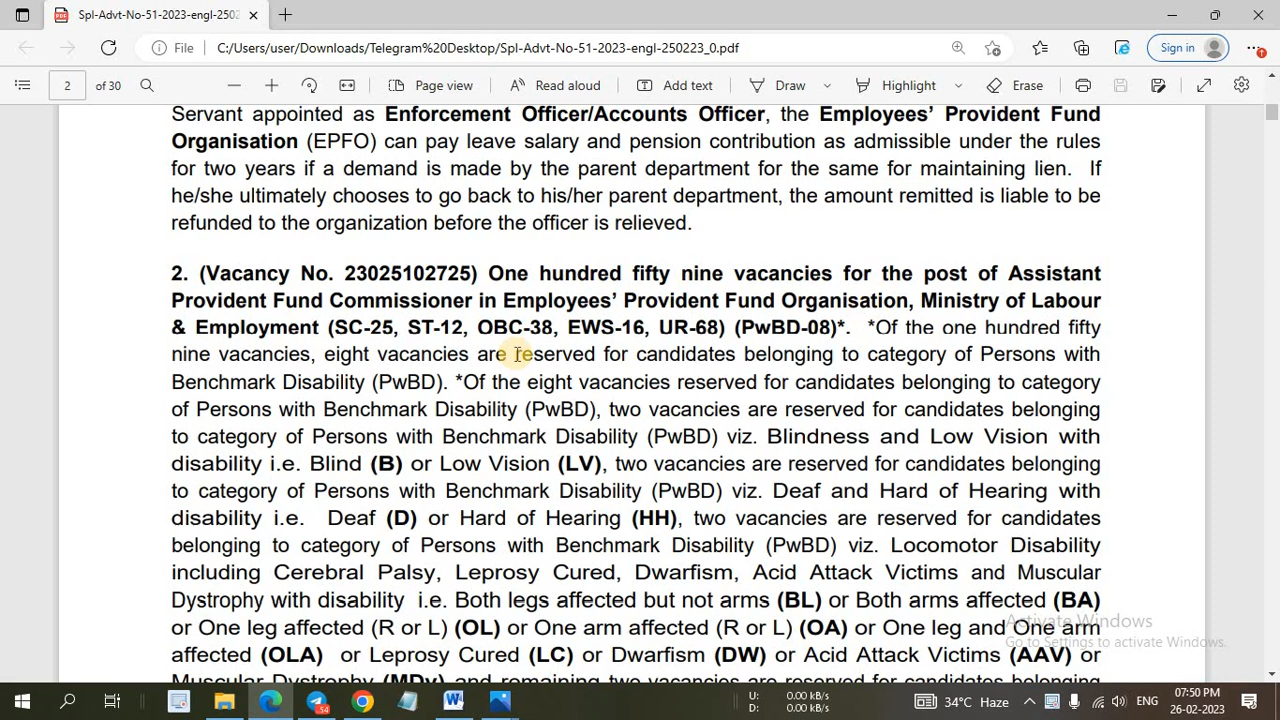 Spl-Advt-No-51-2023-engl-2502
File
C:/Users/user/Downloads/Telegram%20Desktop/Spl-Advt-No-51-2023-engl-250223_0.pdf
Sign in
2 of 30
Page view
Read aloud
Add text
Draw
Highlight
Erase
Servant appointed as Enforcement Officer/Accounts Officer, the Employees' Provident Fund
Organisation (EPFO) can pay leave salary and pension contribution as admissible under the rules
for two years if a demand is made by the parent department for the same for maintaining lien. If
he/she ultimately chooses to go back to his/her parent department, the amount remitted is liable to be
refunded to the organization before the officer is relieved.
2. (Vacancy No. 23025102725) One hundred fifty nine vacancies for the post of Assistant
Provident Fund Commissioner in Employees' Provident Fund Organisation, Ministry of Labour
& Employment (SC-25, ST-12, OBC-38, EWS-16, UR-68) (PwBD-08)*. *Of the one hundred fifty
nine vacancies, eight vacancies are reserved for candidates belonging to category of Persons with
Benchmark Disability (PwBD). *Of the eight vacancies reserved for candidates belonging to category
of Persons with Benchmark Disability (PwBD), two vacancies are reserved for candidates belonging
to category of Persons with Benchmark Disability (PwBD) viz. Blindness and Low Vision with
disability i.e. Blind (B) or Low Vision (LV), two vacancies are reserved for candidates belonging
to category of Persons with Benchmark Disability (PwBD) viz. Deaf and Hard of Hearing with
disability i.e. Deaf (D) or Hard of Hearing (HH), two vacancies are reserved for candidates
belonging to category of Persons with Benchmark Disability (PwBD) viz. Locomotor Disability
including Cerebral Palsy, Leprosy Cured, Dwarfism, Acid Attack Victims and Muscular
Dystrophy with disability i.e. Both legs affected but not arms (BL) or Both arms affected (BA)
or One leg affected (R or L) (OL) or One arm affected (R or L) (OA) or One leg and One arm
affected (OLA) or Leprosy Cured (LC) or Dwarfism (DW) or Acid Attack Victims (AAV) or
Muscular Dystrophy (MDy) and remaining two vacancies are reserved for candidates belonging
Activate Windows
Go to Settings to activate Windows.
54
U: 0.00 kB/s
D: 0.00 kB/s
34°C Haze
ENG
07:50 PM
26-02-2023